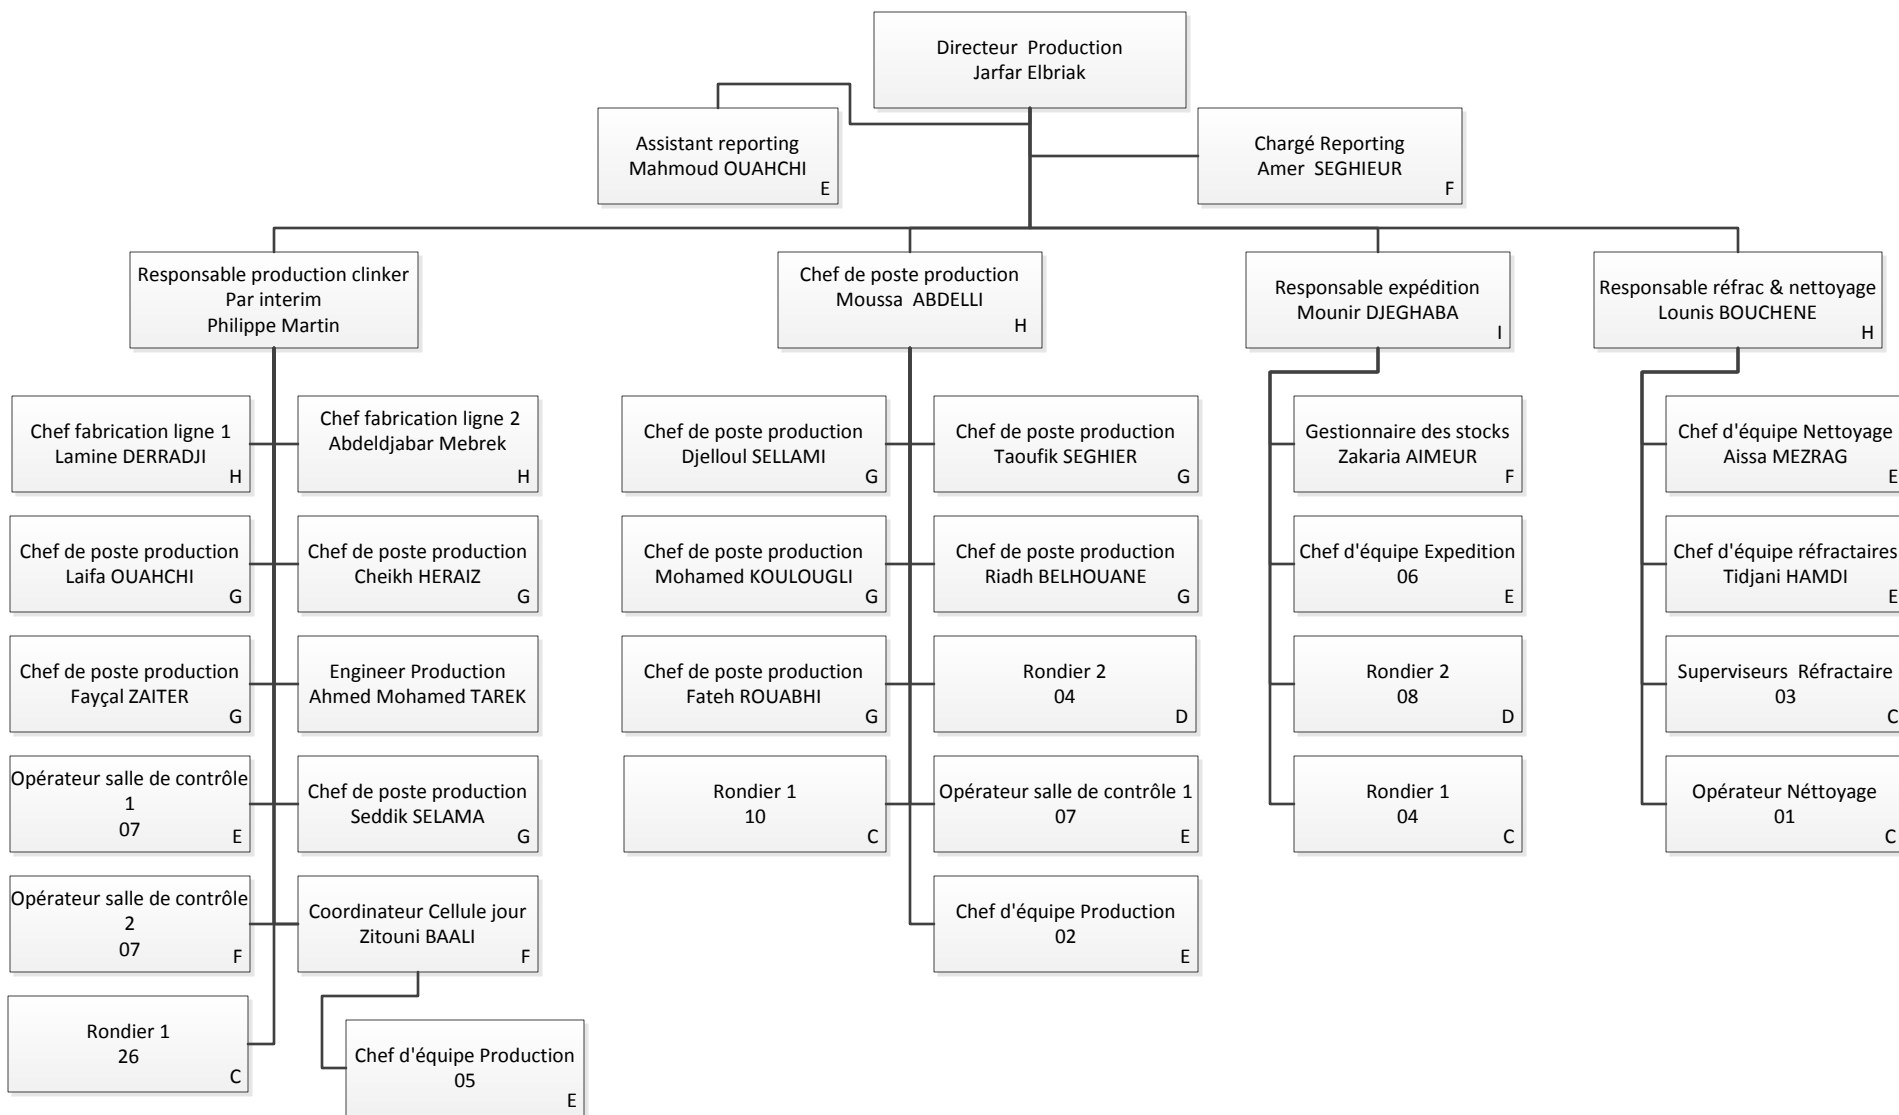 Directeur  Production
Jarfar Elbriak
Assistant reporting
Mahmoud OUAHCHI
E
Chargé Reporting
Amer  SEGHIEUR
F
Responsable production clinker
Par interim
Philippe Martin
Chef de poste production
Moussa  ABDELLI
H
Responsable expédition
Mounir DJEGHABA
I
Responsable réfrac & nettoyage
Lounis BOUCHENE
H
Chef fabrication ligne 1
Lamine DERRADJI
H
Chef fabrication ligne 2
Abdeldjabar Mebrek
H
Chef de poste production
Laifa OUAHCHI
G
Chef de poste production
Cheikh HERAIZ
G
Chef de poste production
Fayçal ZAITER
G
Engineer Production
Ahmed Mohamed TAREK
Opérateur salle de contrôle
1
07
E
Chef de poste production
Seddik SELAMA
G
Opérateur salle de contrôle
2
07
F
Coordinateur Cellule jour
Zitouni BAALI
F
Rondier 1
26
C
Chef d'équipe Production
05
E
Chef de poste production
Djelloul SELLAMI
G
Chef de poste production
Taoufik SEGHIER
G
Chef de poste production
Mohamed KOULOUGLI
G
Chef de poste production
Riadh BELHOUANE
G
Chef de poste production
Fateh ROUABHI
G
Rondier 2
04
D
Rondier 1
10
C
Opérateur salle de contrôle 1
07
E
Chef d'équipe Production
02
E
Gestionnaire des stocks
Zakaria AIMEUR
F
Chef d'équipe Expedition
06
E
Rondier 2
08
D
Rondier 1
04
C
Chef d'équipe Nettoyage
Aissa MEZRAG
E
Chef d'équipe réfractaires
Tidjani HAMDI
E
Superviseurs  Réfractaire
03
C
Opérateur Néttoyage
01
C